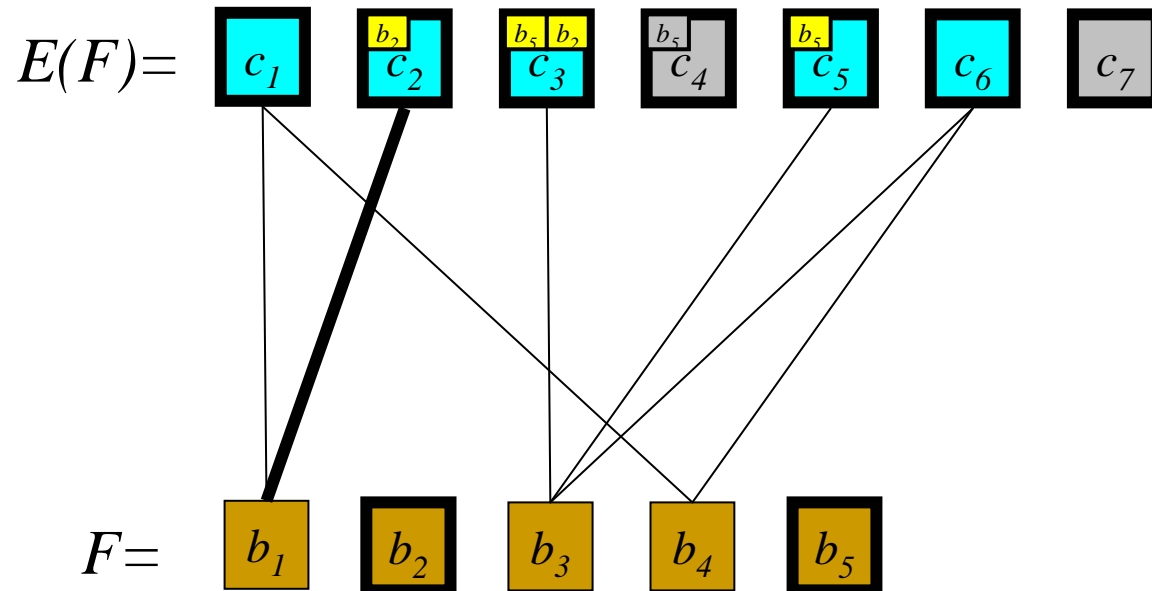 E(F)=
b₂ b₅ b₂ b₅ b₅
c₁ c₂ c₃ c₄ c₅ c₆ c₇
F= b₁ b₂ b₃ b₄ b₅